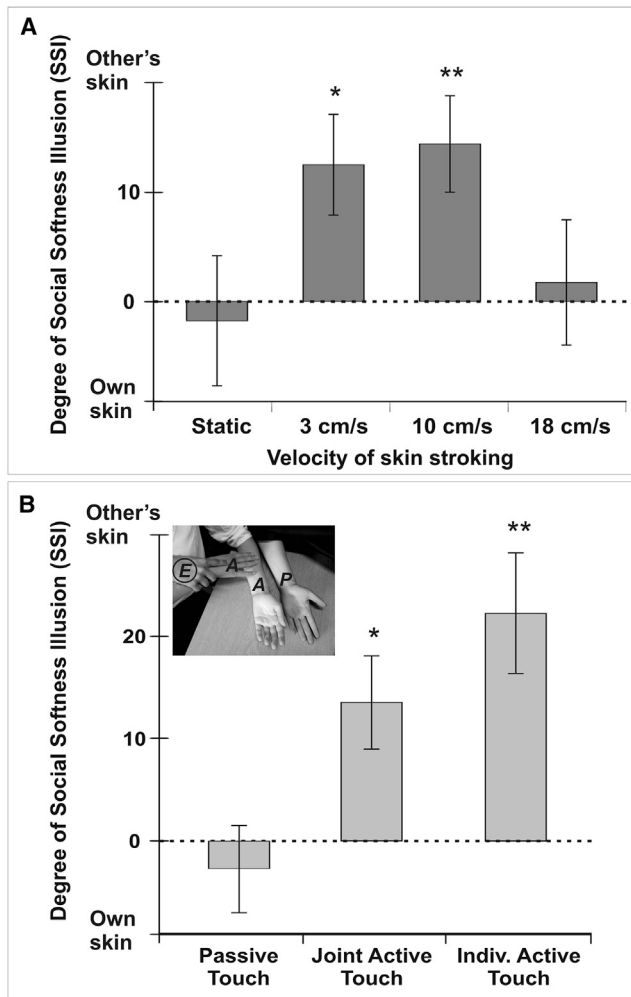 A
Degree of Social Softness Illusion (SSI)
Other's
skin
10
0
Own
skin
*
**
Static
3 cm/s
10 cm/s
18 cm/s
Velocity of skin stroking
B
Degree of Social Softness Illusion (SSI)
Other's
skin
20
10
0
Own
skin
E
A
A
P
*
**
Passive
Touch
Joint Active
Touch
Indiv. Active
Touch